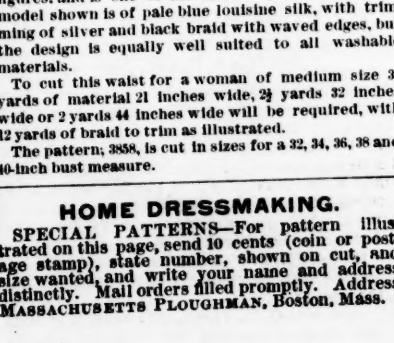 model shown is of pale blue louisine silk, with trim
ming of silver and black braid with waved edges, bu
the design is equally well suited to all washabl
materials.
To cut this waist for a woman of medium size 3
yards of material 21 inches wide, 2½ yards 32 inche
wide or 2 yards 44 inches wide will be required, wit
12 yards of braid to trim as illustrated.
The pattern; 3858, is cut in sizes for a 32, 34, 36, 38 an
40-inch bust measure.
HOME DRESSMAKING.
SPECIAL PATTERNS—For pattern illus
trated on this page, send 10 cents (coin or post
age stamp), state number, shown on cut, and
size wanted, and write your name and address
distinctly. Mail orders filled promptly. Address
MASSACHUSETTS PLOUGHMAN, Boston, Mass.